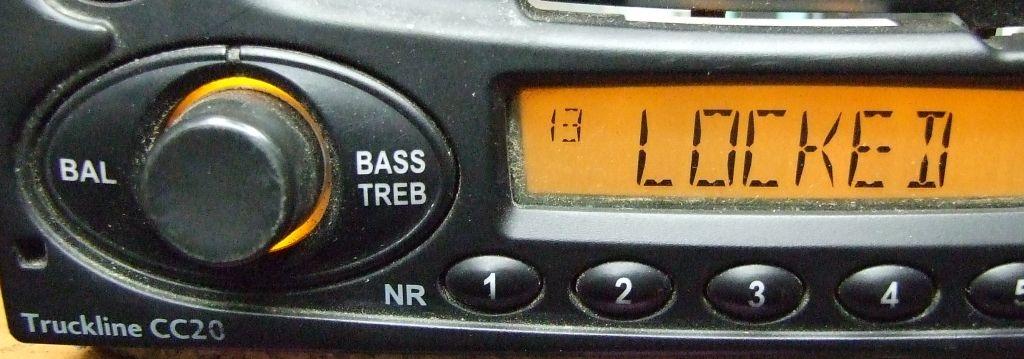 BAL
BASS
TREB
13 LOCKED
NR 1 2 3 4 5
Truckline CC20